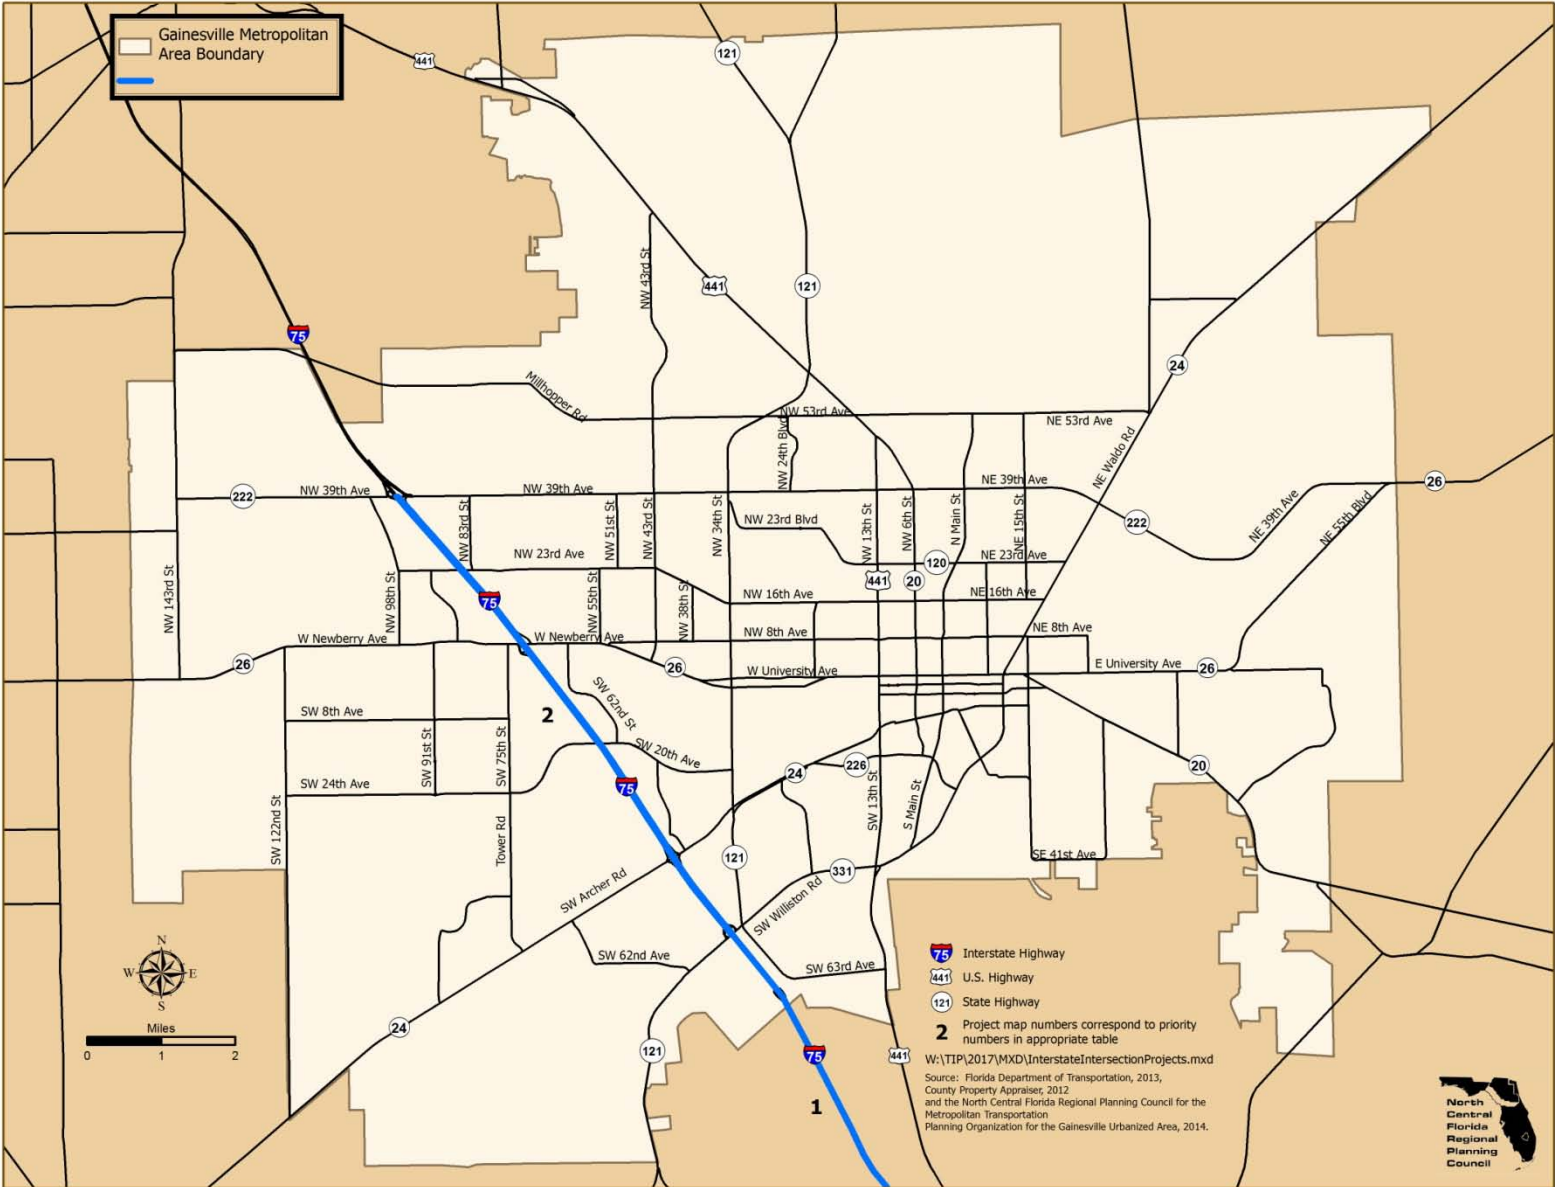 Gainesville Metropolitan
Area Boundary
441
121
NW 43rd St
441
121
75
24
Millhopper Rd
NW 53rd Ave
NE 53rd Ave
NW 24th Blvd
NE Waldo Rd
222
NW 39th Ave
NW 39th Ave
NE 39th Ave
26
NW 83rd St
NW 51st St
NW 43rd St
NW 34th St
NW 23rd Blvd
NW 13th St
NW 6th St
N Main St
NE 15th St
222
NE 39th Ave
NE 55th Blvd
NW 23rd Ave
120
NE 23rd Ave
NW 143rd St
NW 98th St
75
NW 55th St
NW 38th St
NW 16th Ave
441
20
NE 16th Ave
W Newberry Ave
W Newberry Ave
NW 8th Ave
NE 8th Ave
26
26
W University Ave
E University Ave
26
SW 62nd St
SW 8th Ave
2
SW 91st St
SW 75th St
SW 20th Ave
SW 24th Ave
75
24
226
20
SW 122nd St
Tower Rd
SW 13th St
S Main St
121
331
SE 41st Ave
SW Archer Rd
SW Williston Rd
SW 62nd Ave
SW 63rd Ave
N
W E
S
Miles
0 1 2
24
121
75
441
1
75 Interstate Highway
441 U.S. Highway
121 State Highway
2 Project map numbers correspond to priority
numbers in appropriate table
W:\TIP\2017\MXD\InterstateIntersectionProjects.mxd
Source: Florida Department of Transportation, 2013,
County Property Appraiser, 2012
and the North Central Florida Regional Planning Council for the
Metropolitan Transportation
Planning Organization for the Gainesville Urbanized Area, 2014.
North
Central
Florida
Regional
Planning
Council